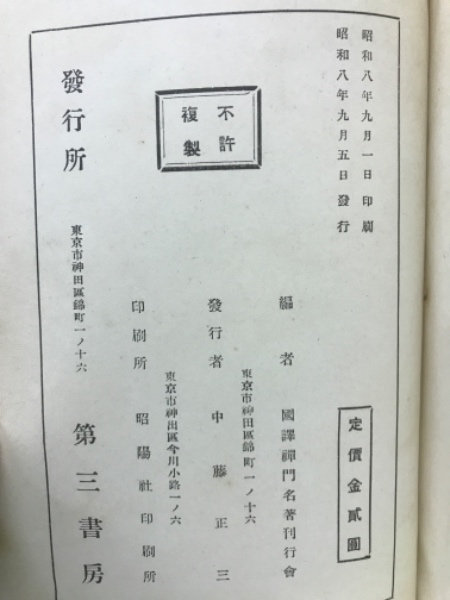 昭和八年九月一日印刷
昭和八年九月五日發行
定價金貳圓
不許
複製
編者 國譯禪門名著刊行會
東京市神田區錦町一ノ十六
發行者 中藤正三
東京市神田區今川小路一ノ六
印刷所 昭陽社印刷所
發行所
東京市神田區錦町一ノ十六
第三書房